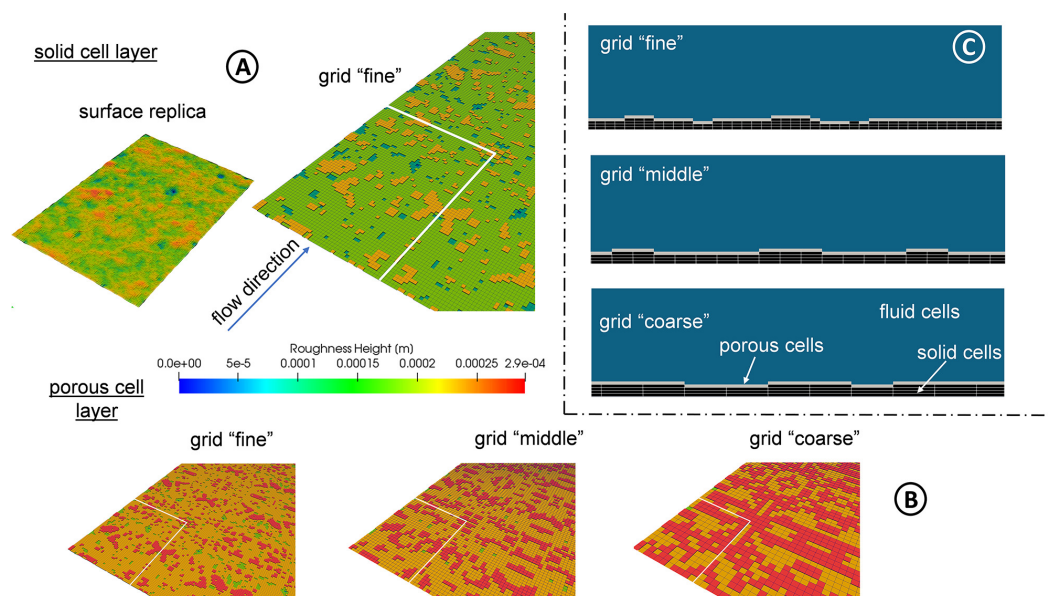 solid cell layer
A
grid “fine”
surface replica
flow direction
Roughness Height [m]
0.0e+00 5e-5 0.0001 0.00015 0.0002 0.00025 2.9e-04
porous cell
layer
grid “fine”
grid “middle”
grid “coarse”
B
grid “fine”
C
grid “middle”
grid “coarse”
fluid cells
porous cells
solid cells